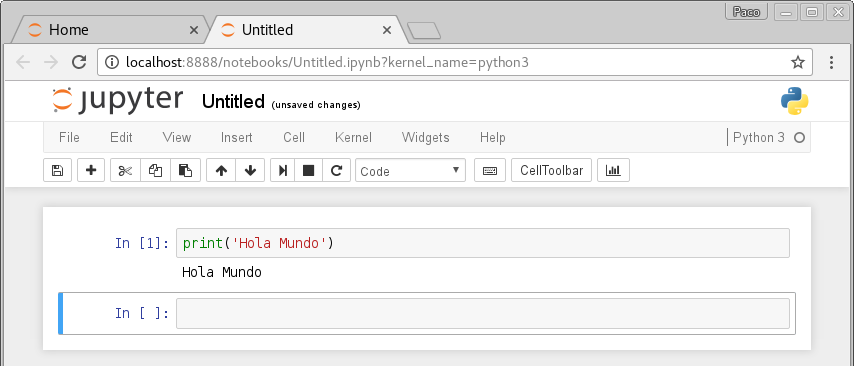 Paco
Home
Untitled
localhost:8888/notebooks/Untitled.ipynb?kernel_name=python3
jupyter Untitled (unsaved changes)
File Edit View Insert Cell Kernel Widgets Help Python 3
Code CellToolbar
In [1]: print('Hola Mundo')
Hola Mundo
In [ ]: